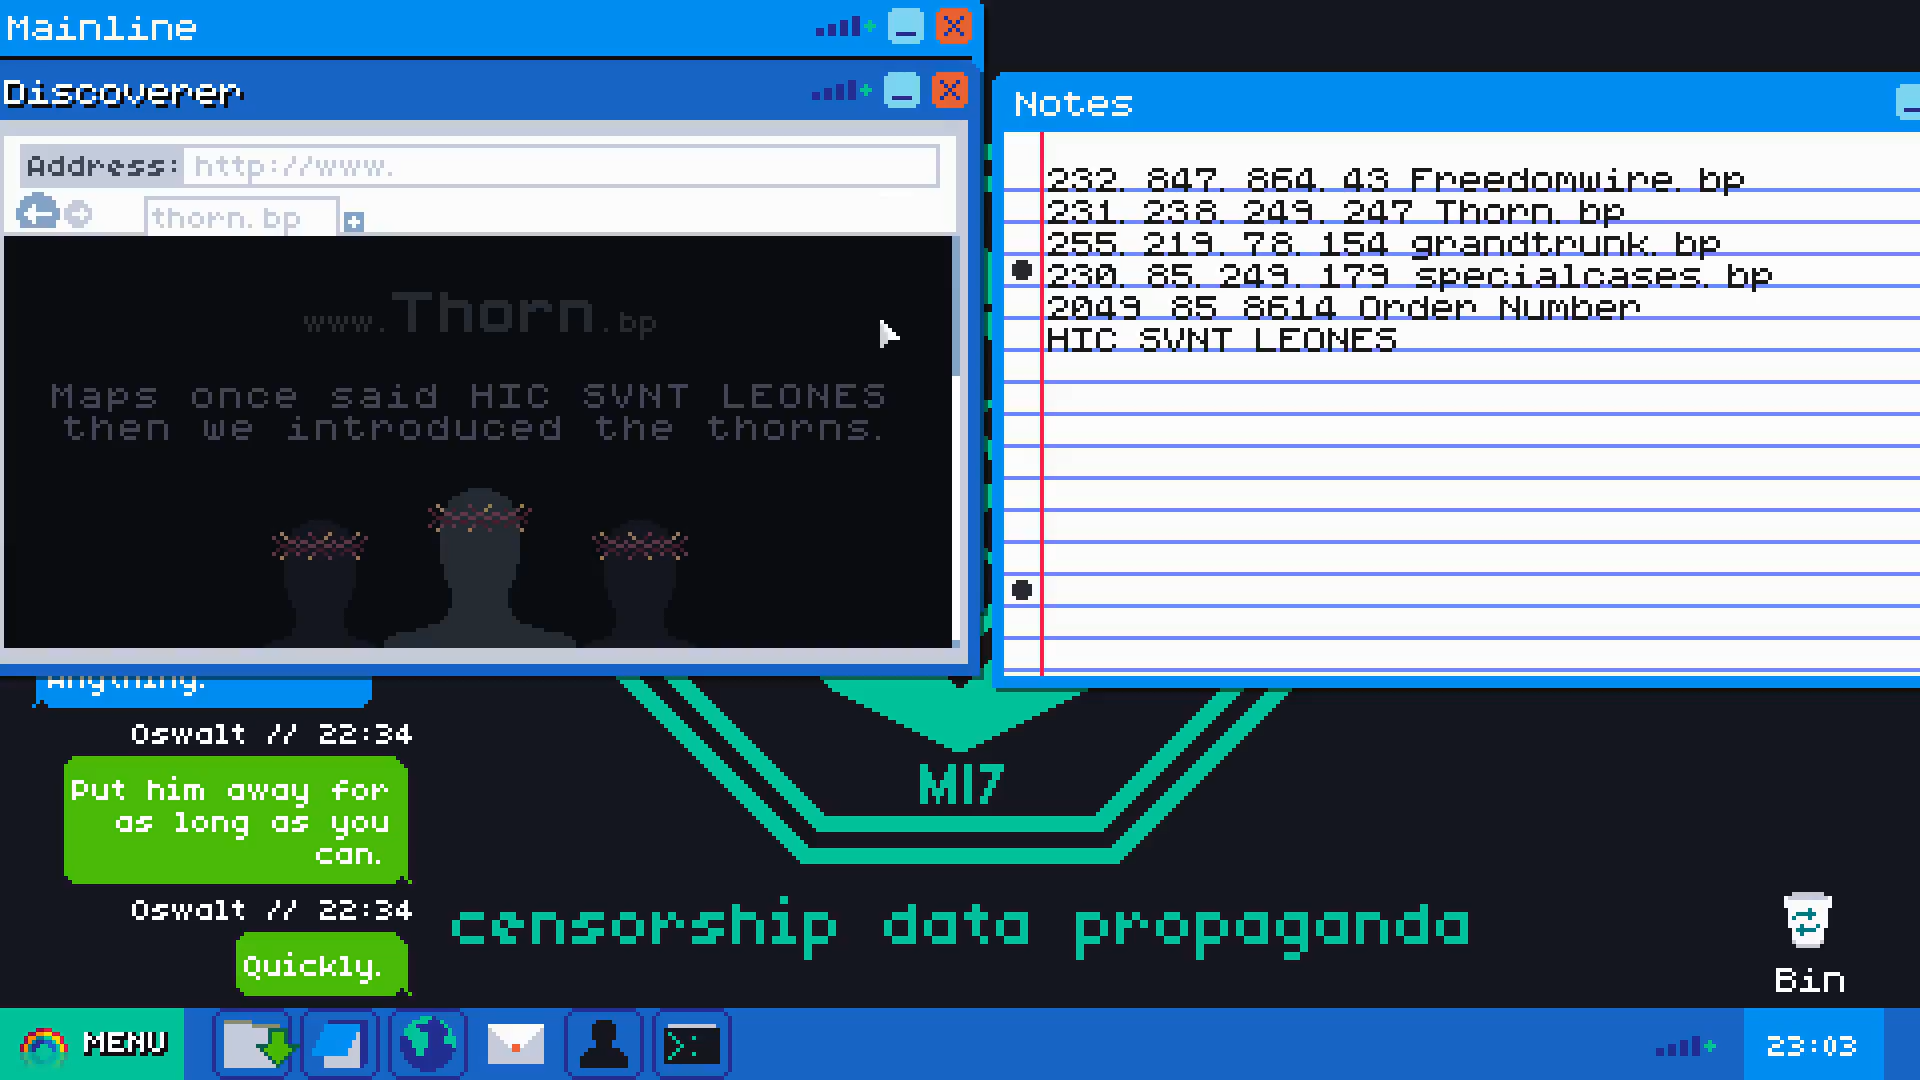 Mainline
Discoverer
Address: http://www.
thorn.bp
www.Thorn.bp
Maps once said HIC SVNT LEONES
then we introduced the thorns.
Notes
232.847.864.43 Freedomwire.bp
231.238.249.247 Thorn.bp
255.219.78.154 grandtrunk.bp
230.85.249.179 specialcases.bp
2049 85 8614 Order Number
HIC SVNT LEONES
Anything.
Oswalt // 22:34
Put him away for
as long as you
can.
Oswalt // 22:34
Quickly.
MI7
censorship data propaganda
Bin
MENU
23:03